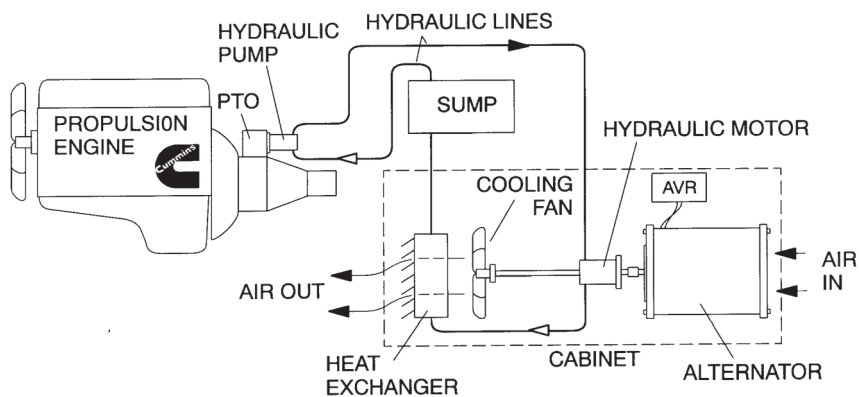 HYDRAULIC LINES
HYDRAULIC
PUMP
PTO
SUMP
PROPULSION
ENGINE
Cummins
HYDRAULIC MOTOR
COOLING
FAN
AVR
AIR
IN
AIR OUT
HEAT
EXCHANGER
CABINET
ALTERNATOR